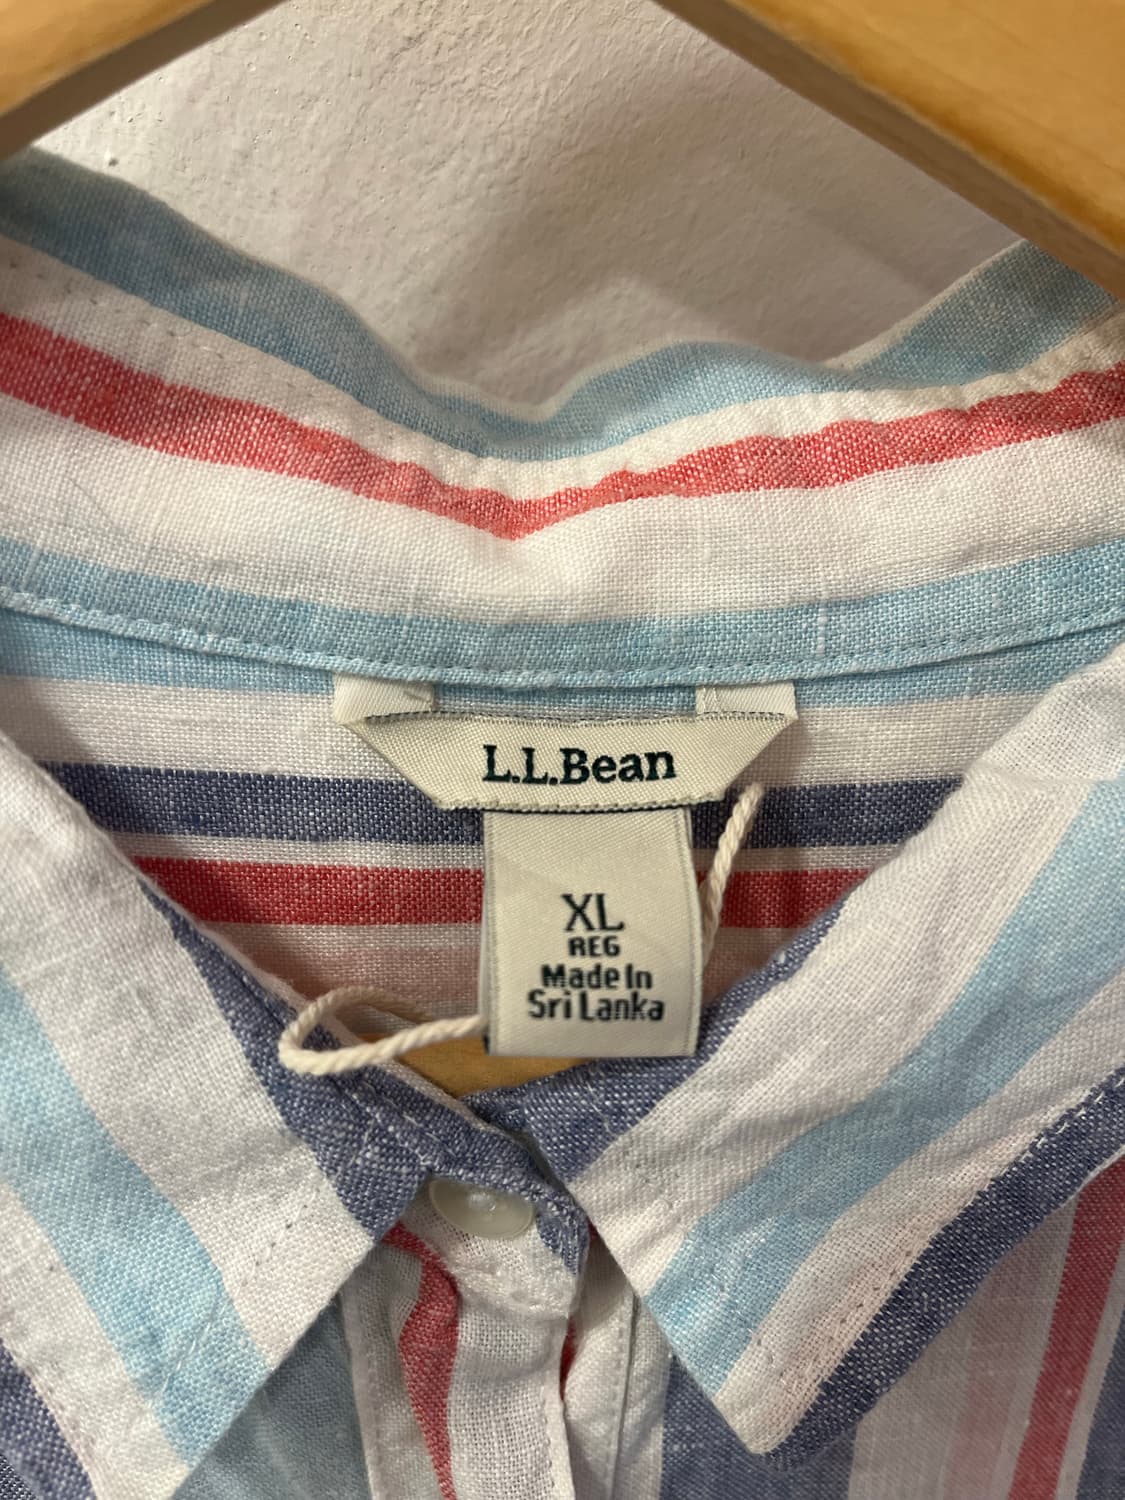 L.L.Bean
XL
REG
Made In
Sri Lanka